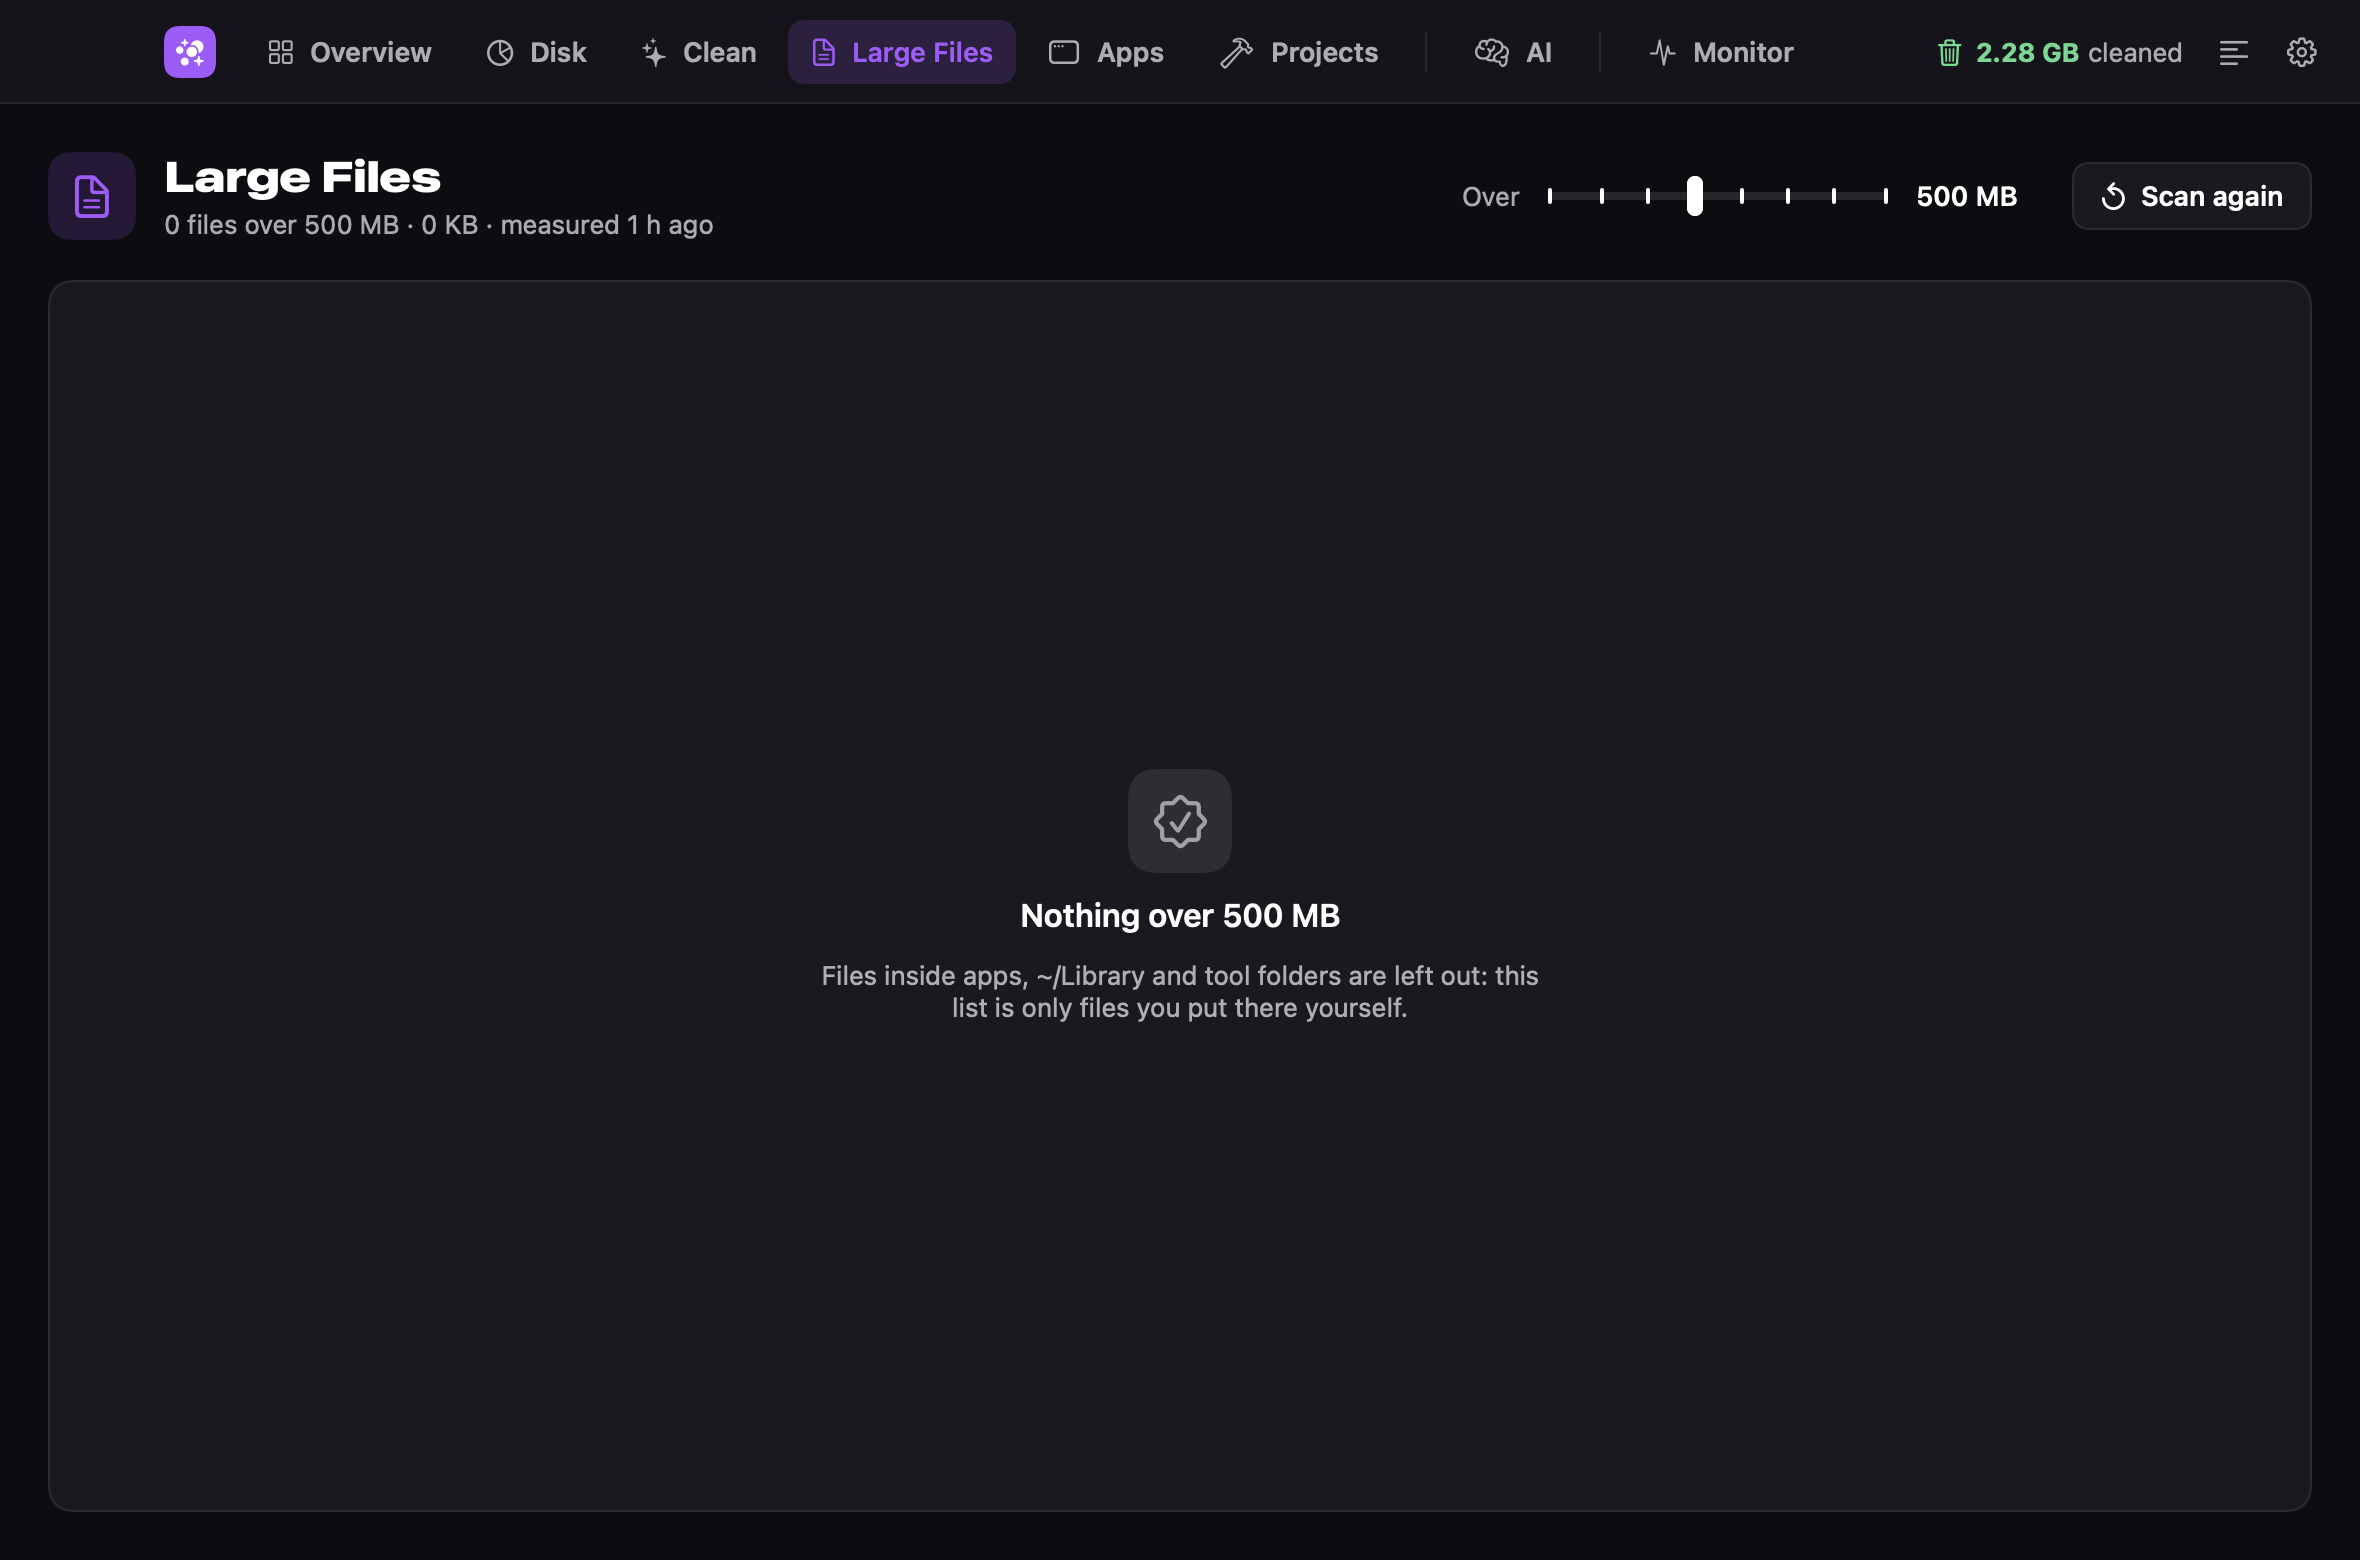 Overview
Disk
Clean
Large Files
Apps
Projects
AI
Monitor
2.28 GB cleaned
Large Files
0 files over 500 MB · 0 KB · measured 1 h ago
Over
500 MB
Scan again
Nothing over 500 MB
Files inside apps, ~/Library and tool folders are left out: this
list is only files you put there yourself.